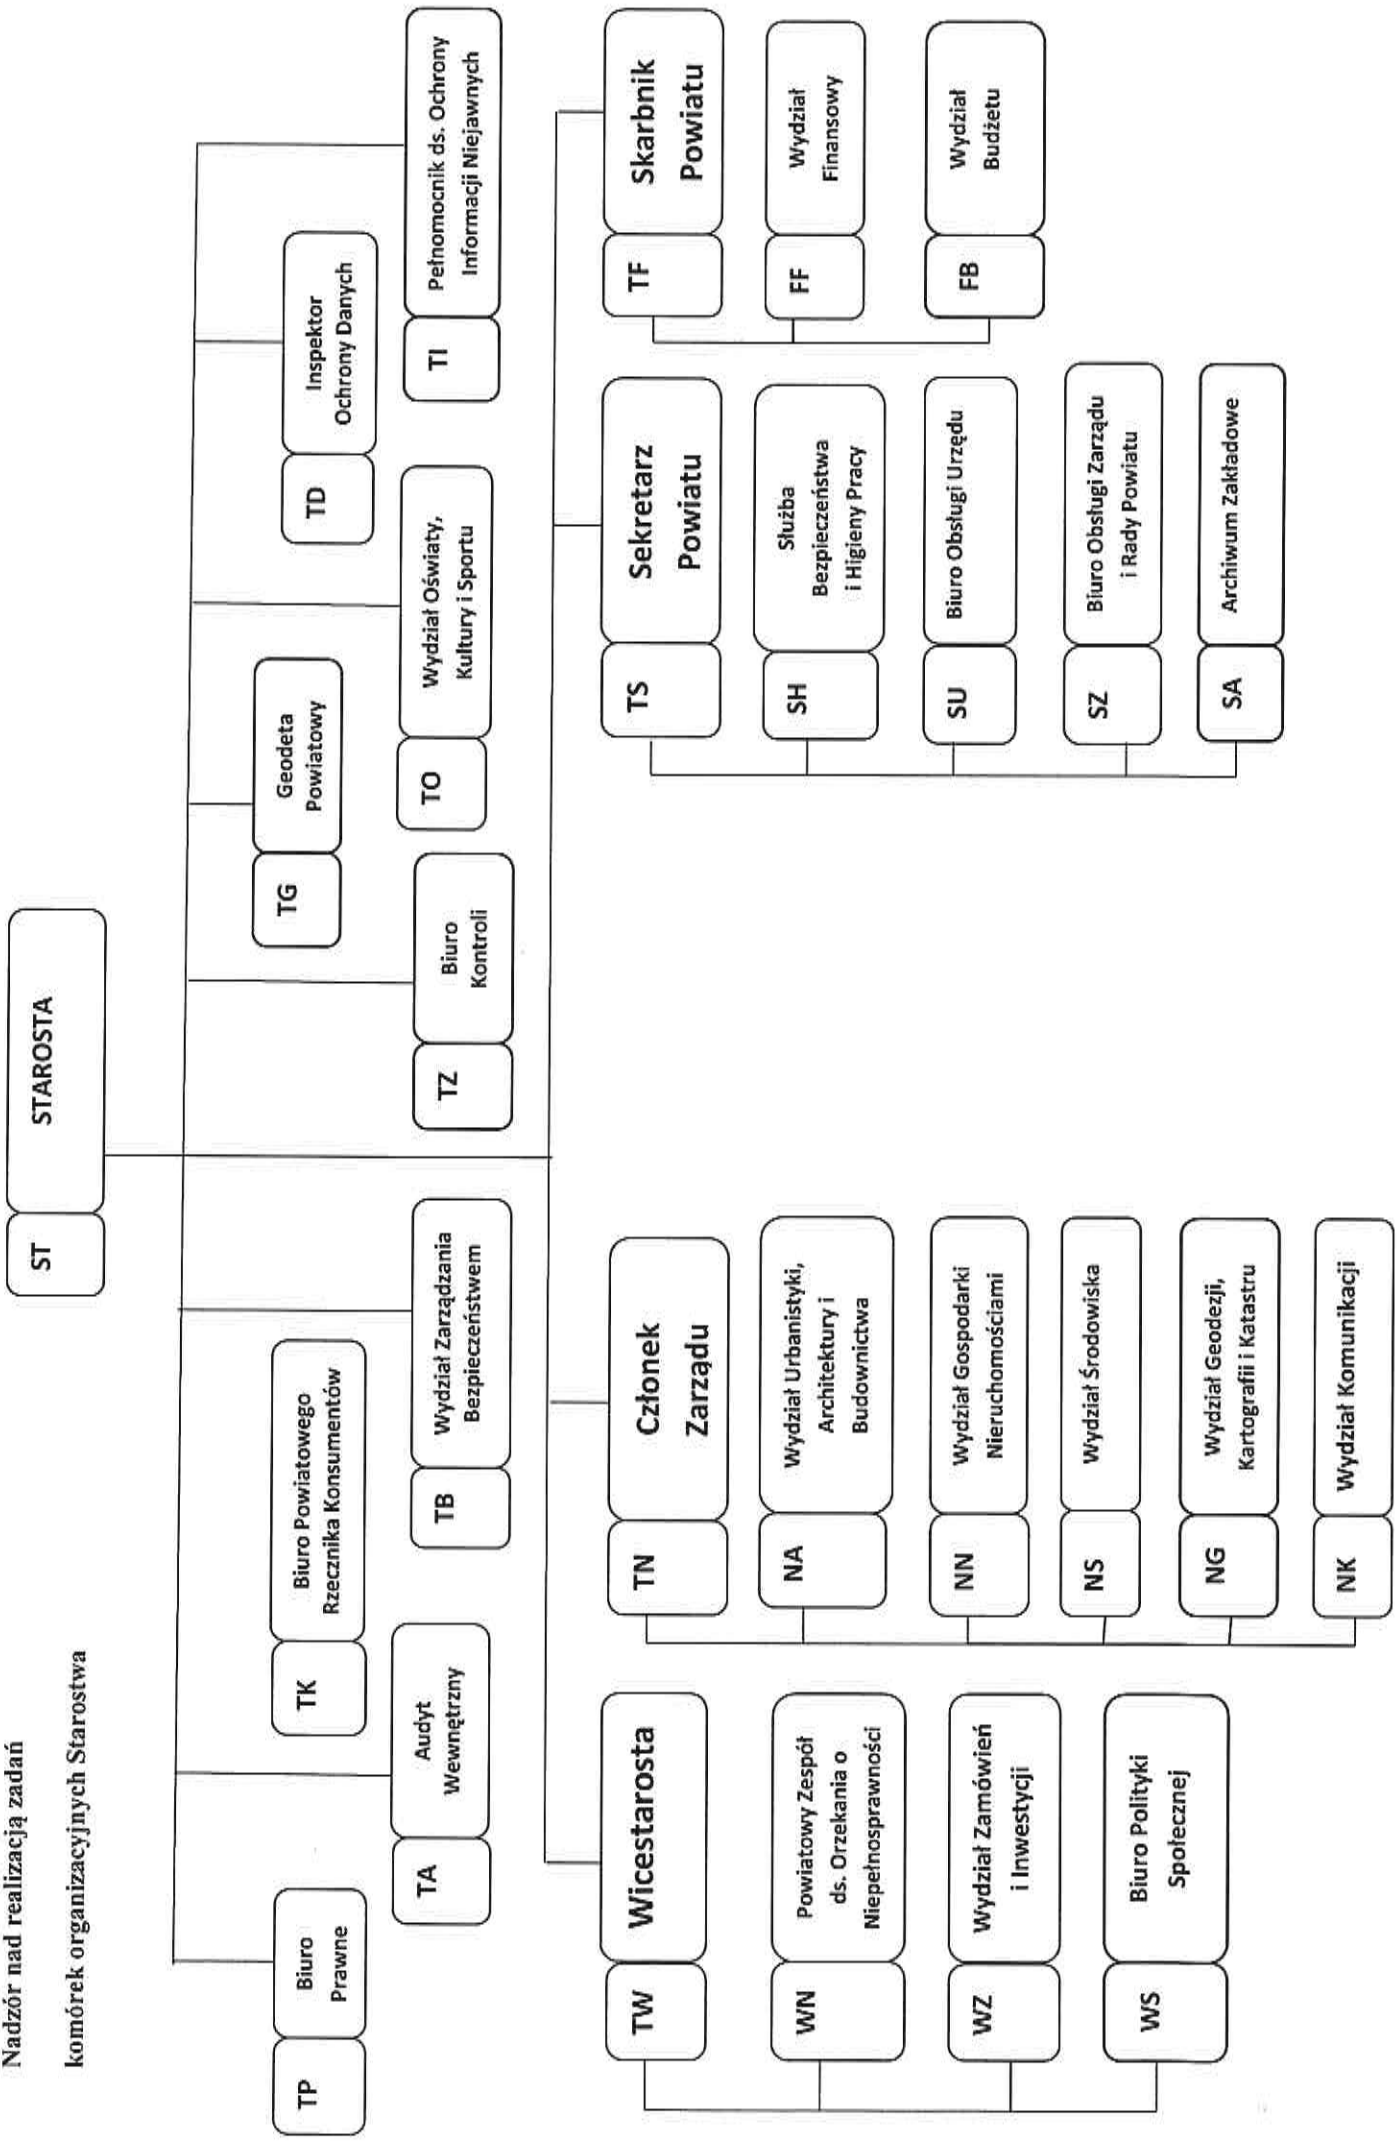 Nadzór nad realizacją zadań
komórek organizacyjnych Starostwa
ST
STAROSTA
TP
Biuro
Prawne
TA
Audyt
Wewnętrzny
TK
Biuro Powiatowego
Rzecznika Konsumentów
TB
Wydział Zarządzania
Bezpieczeństwem
TZ
Biuro
Kontroli
TG
Geodeta
Powiatowy
TO
Wydział Oświaty,
Kultury i Sportu
TD
Inspektor
Ochrony Danych
TI
Pełnomocnik ds. Ochrony
Informacji Niejawnych
TW
Wicestarosta
WN
Powiatowy Zespół
ds. Orzekania o
Niepełnosprawności
WZ
Wydział Zamówień
i Inwestycji
WS
Biuro Polityki
Społecznej
TN
Członek
Zarządu
NA
Wydział Urbanistyki,
Architektury i
Budownictwa
NN
Wydział Gospodarki
Nieruchomościami
NS
Wydział Środowiska
NG
Wydział Geodezji,
Kartografii i Katastru
NK
Wydział Komunikacji
TS
Sekretarz
Powiatu
SH
Służba
Bezpieczeństwa
i Higieny Pracy
SU
Biuro Obsługi Urzędu
SZ
Biuro Obsługi Zarządu
i Rady Powiatu
SA
Archiwum Zakładowe
TF
Skarbnik
Powiatu
FF
Wydział
Finansowy
FB
Wydział
Budżetu